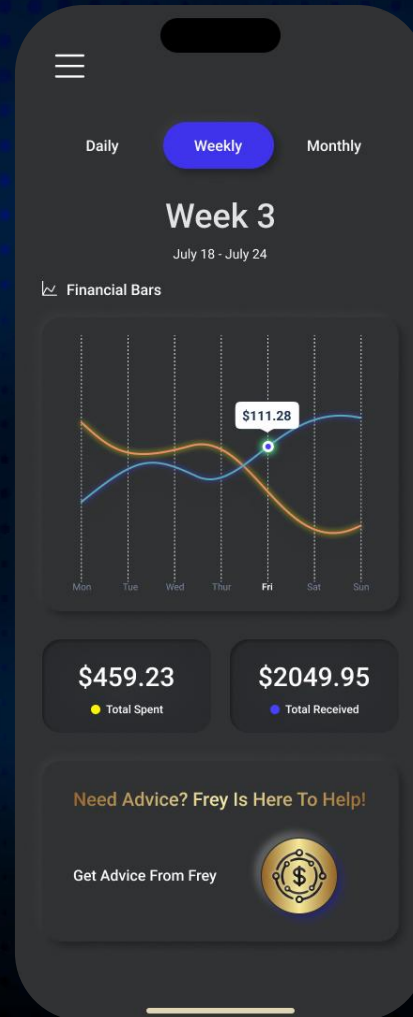 Daily Weekly Monthly
Week 3
July 18 - July 24
Financial Bars
$111.28
Mon Tue Wed Thur Fri Sat Sun
$459.23 $2049.95
Total Spent Total Received
Need Advice? Frey Is Here To Help!
Get Advice From Frey
$